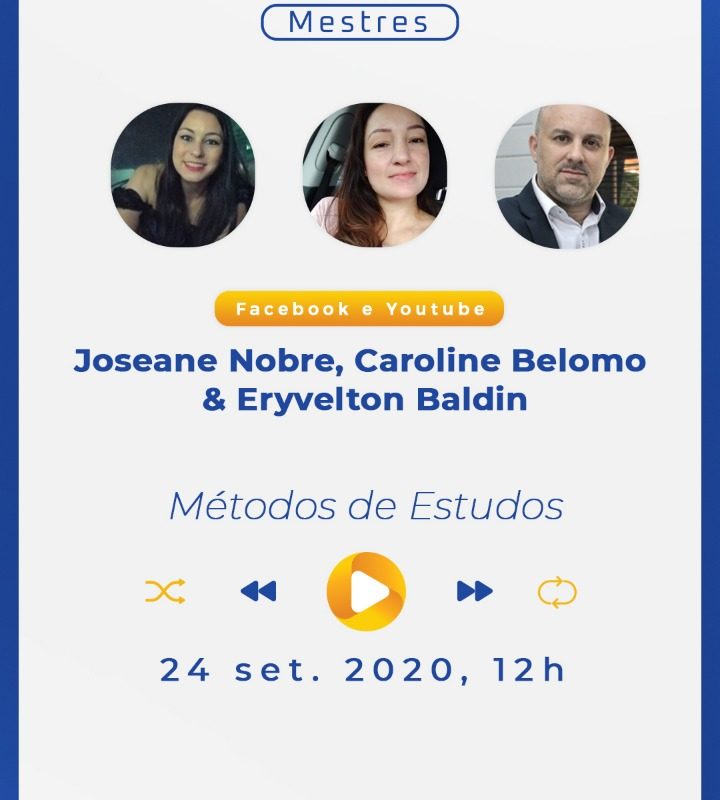 Mestres
Facebook e Youtube
Joseane Nobre, Caroline Belomo
& Eryvelton Baldin
Métodos de Estudos
24 set. 2020, 12h